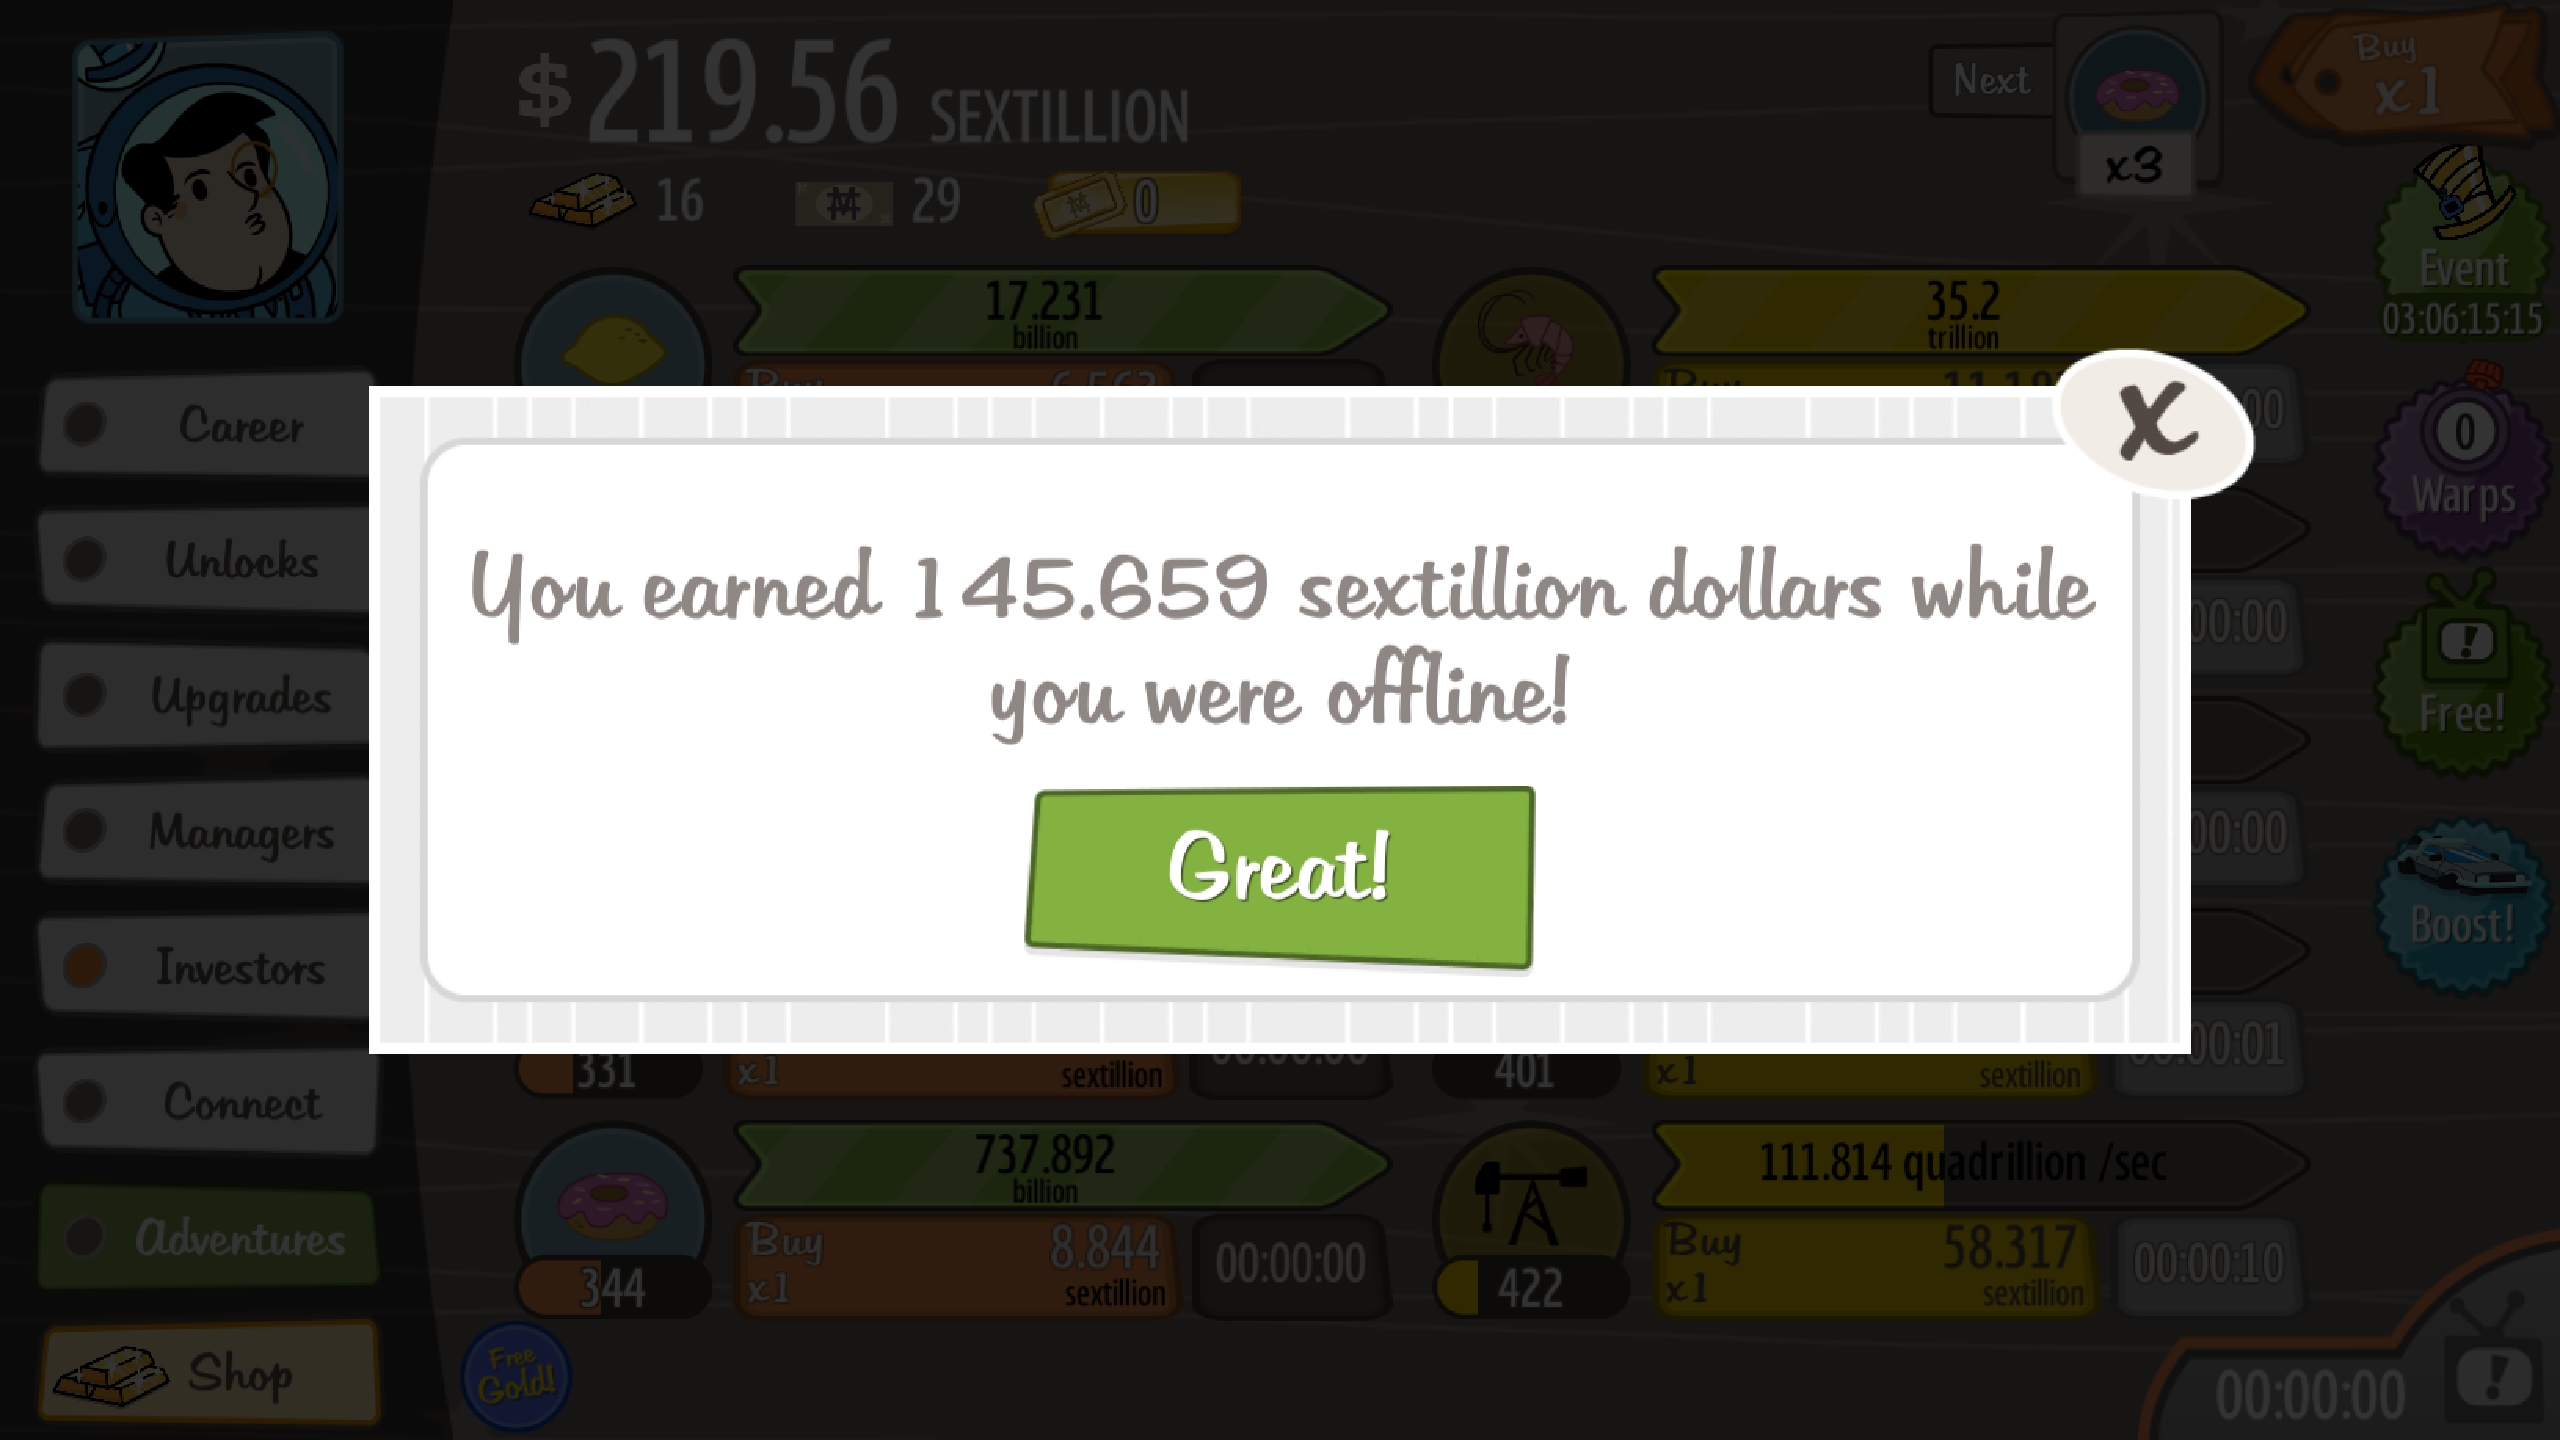 $219.56 SEXTILLION
16 29 0
Next
x3
Buy
x1
Event
03:06:15:15
0
Warps
Free!
Boost!
Career
Unlocks
Upgrades
Managers
Investors
Connect
Adventures
Shop
17.231
billion
35.2
trillion
You earned 145.659 sextillion dollars while
you were offline!
Great!
X
00:00
00:00
00:01
331
x1
sextillion
401
x1
sextillion
737.892
billion
Buy
x1
8.844
sextillion
00:00:00
344
111.814 quadrillion /sec
Buy
x1
58.317
sextillion
00:00:10
422
Free
Gold!
00:00:00